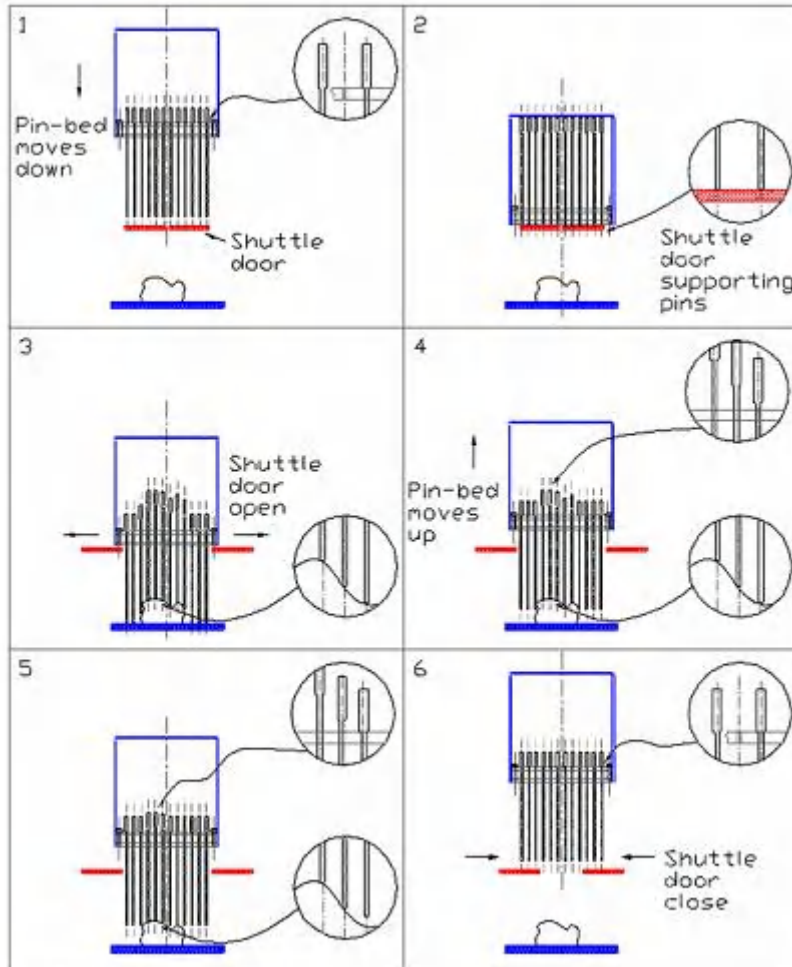 1
Pin-bed
moves
down
Shuttle
door
2
Shuttle
door
supporting
pins
3
Shuttle
door
open
4
Pin-bed
moves
up
5
6
Shuttle
door
close